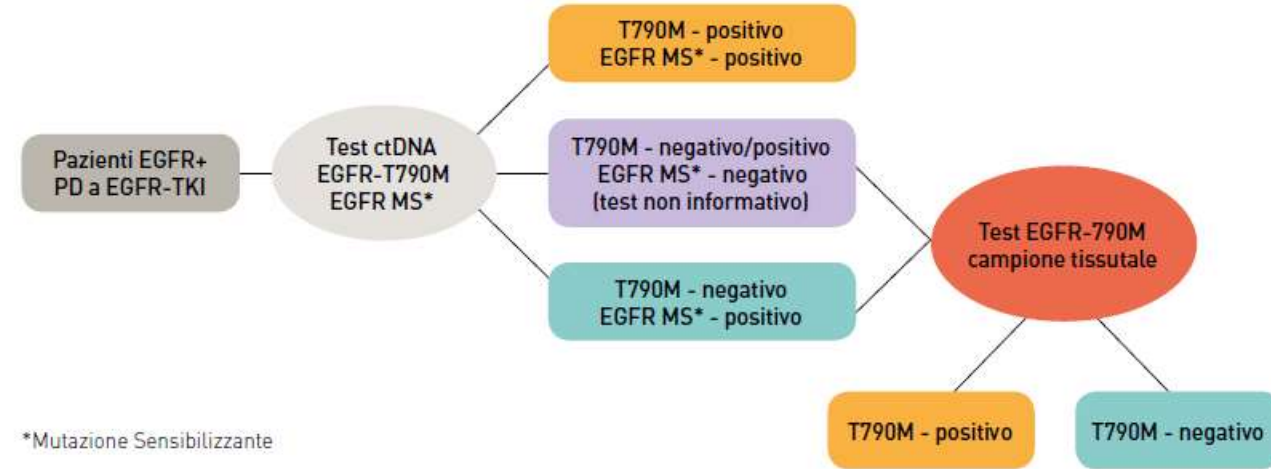 T790M - positivo
EGFR MS* - positivo
Pazienti EGFR+
PD a EGFR-TKI
Test ctDNA
EGFR-T790M
EGFR MS*
T790M - negativo/positivo
EGFR MS* - negativo
(test non informativo)
T790M - negativo
EGFR MS* - positivo
Test EGFR-790M
campione tissutale
T790M - positivo
T790M - negativo
*Mutazione Sensibilizzante